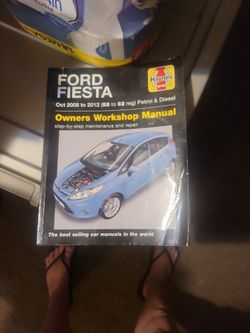 FORD
FIESTA
Haynes
Oct 2008 to 2012 (58 to 62 reg) Petrol & Diesel
Owners Workshop Manual
step-by-step maintenance and repair
The best selling car manuals in the world